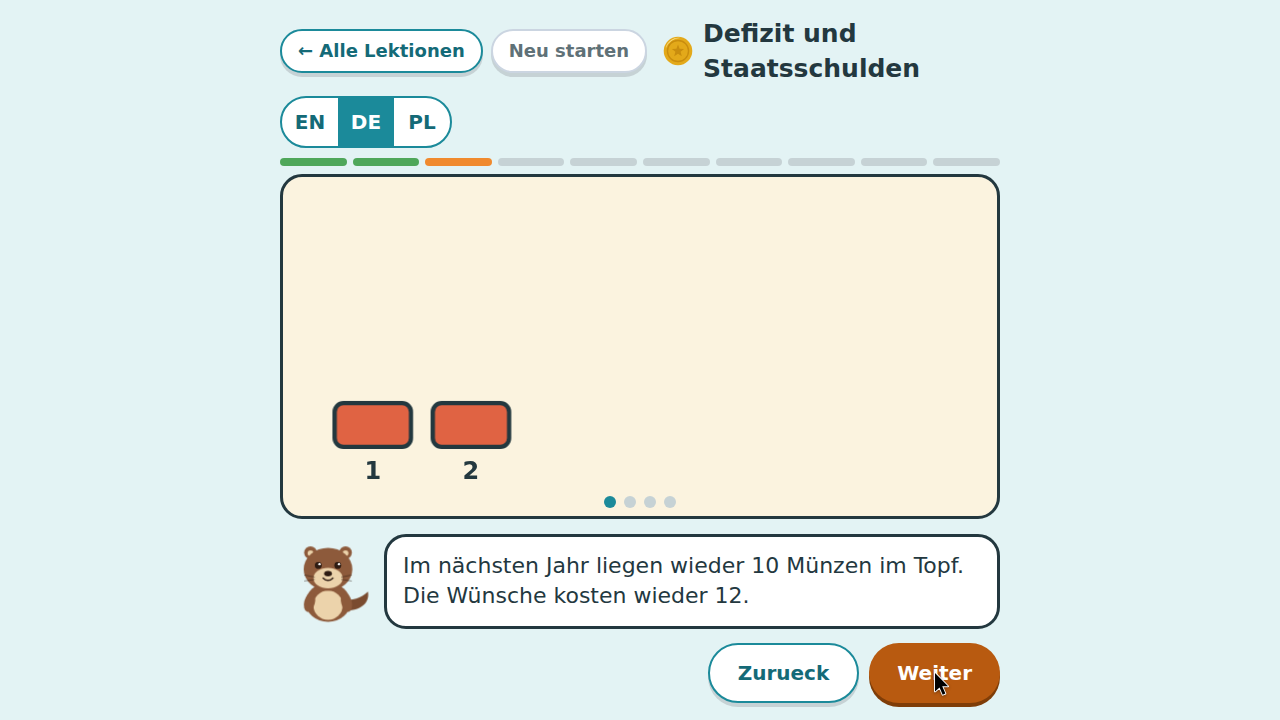 ← Alle Lektionen
Neu starten
Defizit und
Staatsschulden
EN DE PL
1 2
Im nächsten Jahr liegen wieder 10 Münzen im Topf.
Die Wünsche kosten wieder 12.
Zurueck
Weiter